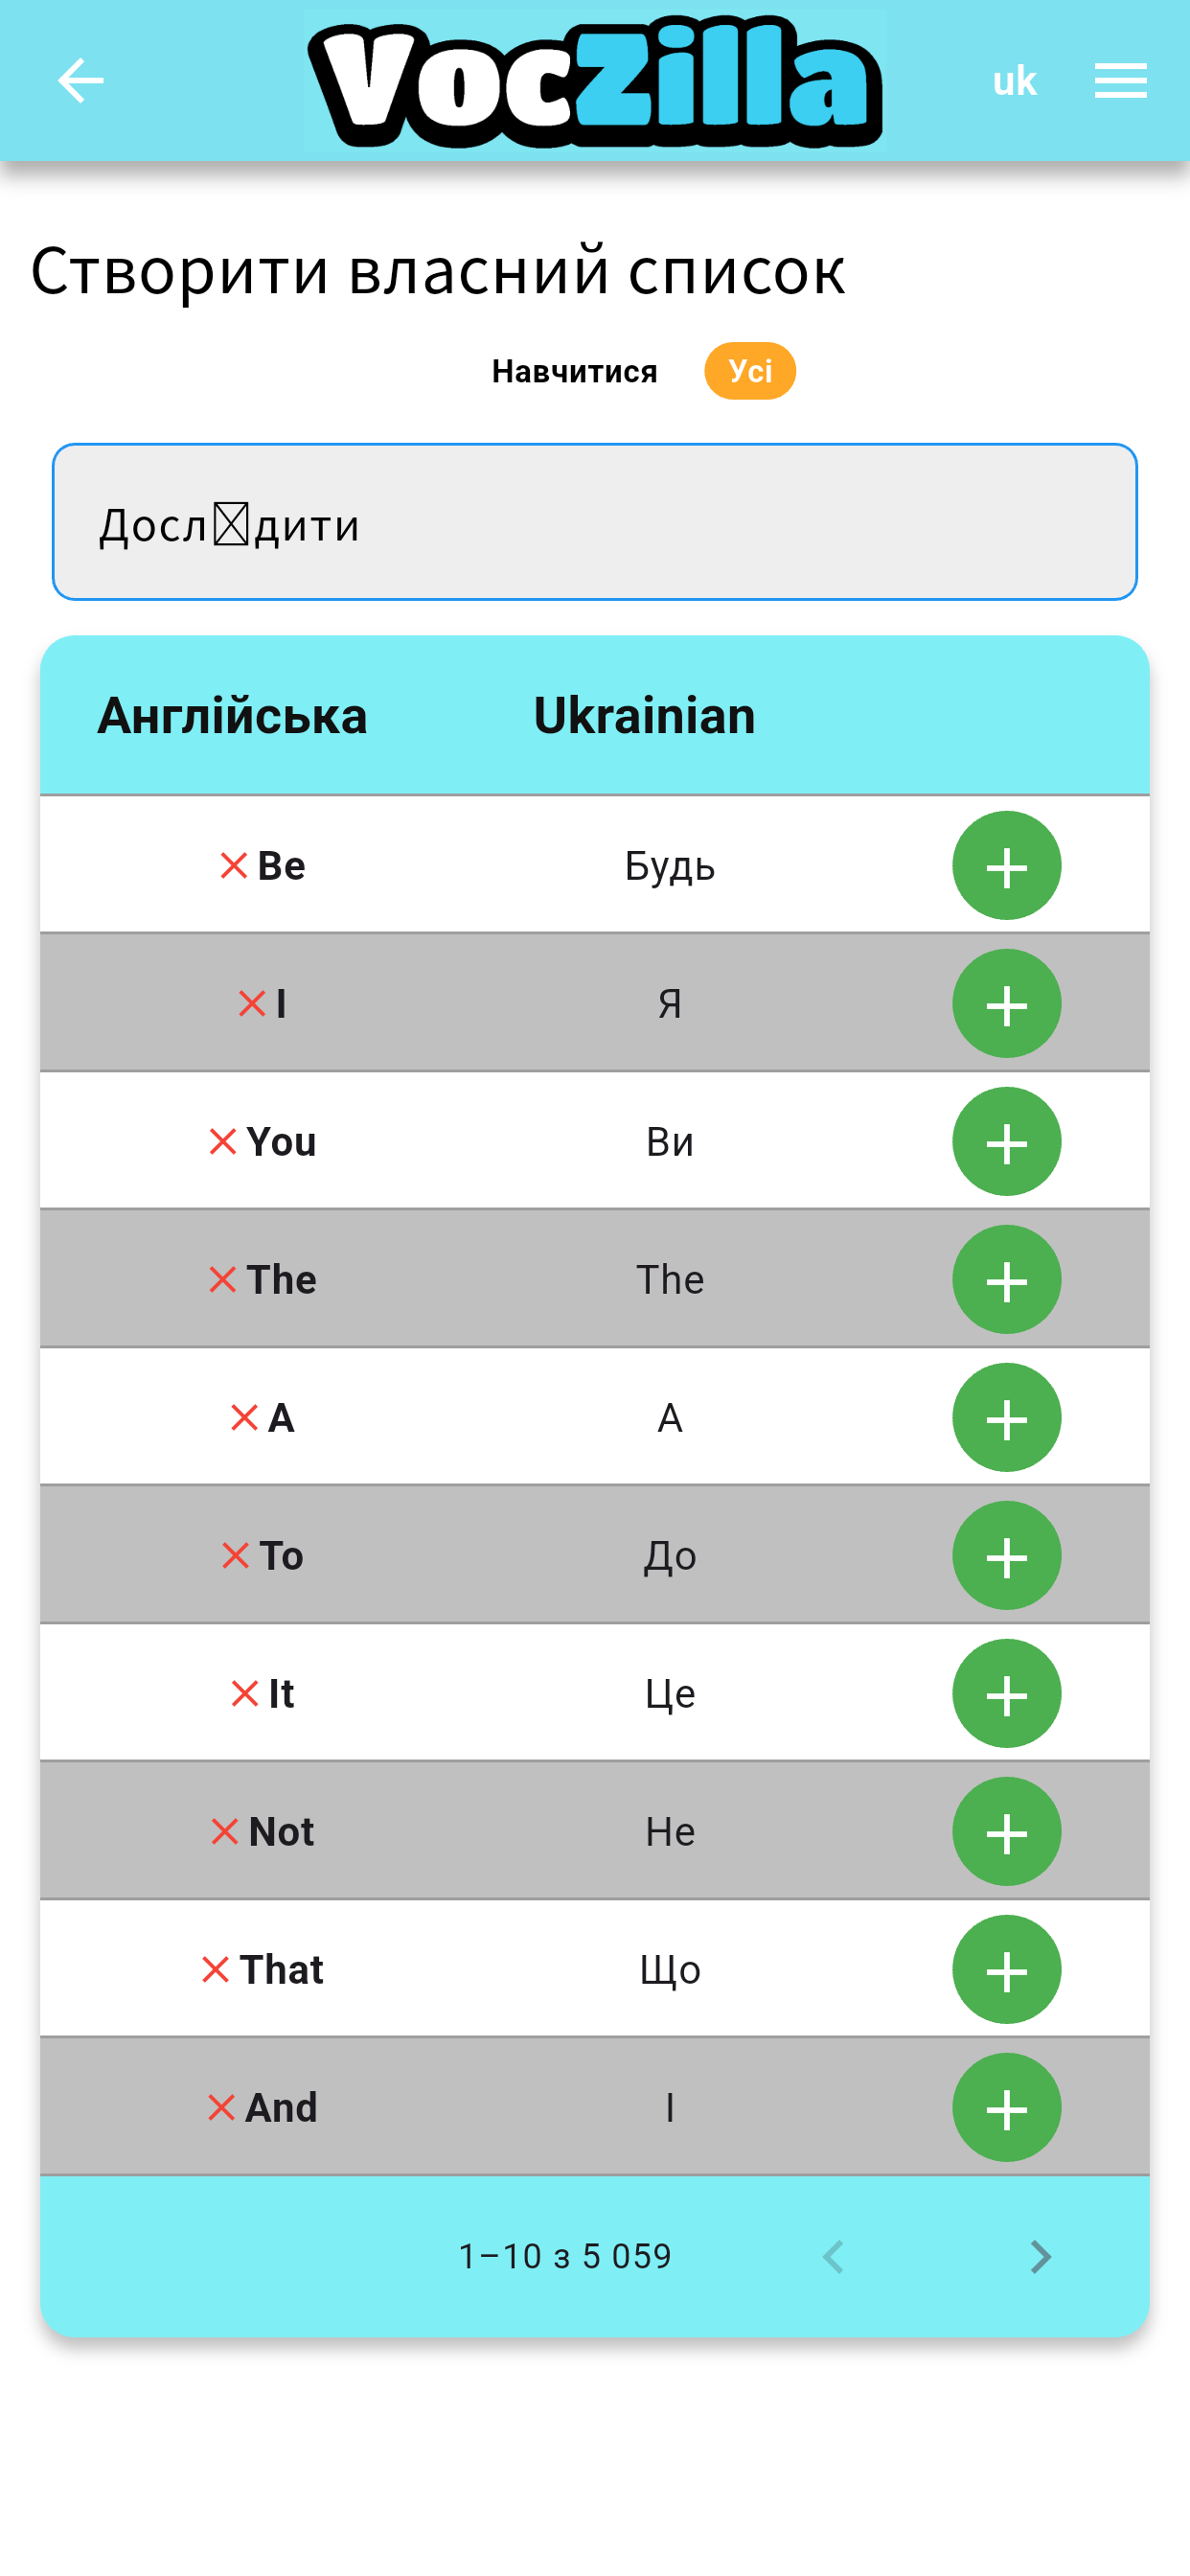 VocZilla
uk
Створити власний список
Навчитися Усі
Досл☒дити
Англійська Ukrainian
Be Будь
I Я
You Ви
The The
A А
To До
It Це
Not Не
That Що
And І
1–10 з 5 059